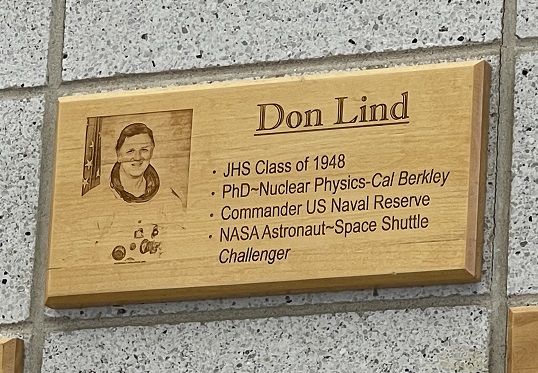 Don Lind
· JHS Class of 1948
· PhD~Nuclear Physics-Cal Berkley
· Commander US Naval Reserve
· NASA Astronaut~Space Shuttle
Challenger